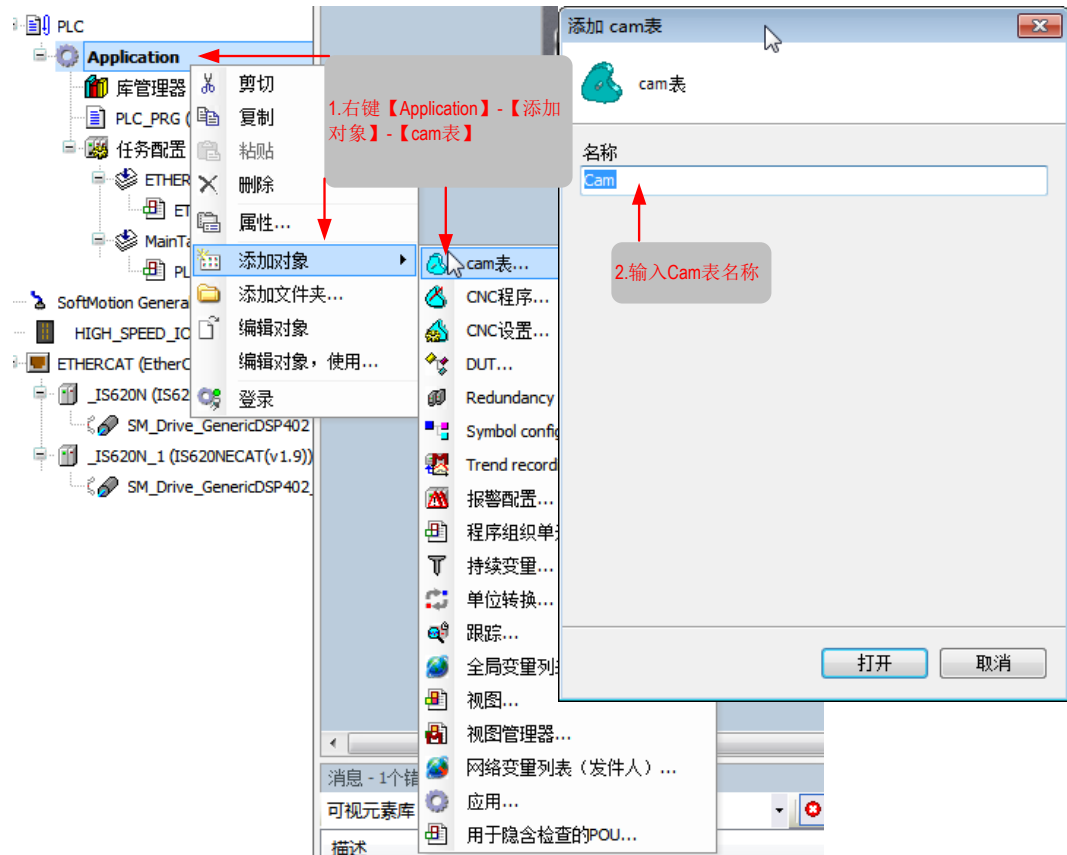 PLC
Application
库管理器
PLC_PRG (
任务配置
ETHER
ET
MainTa
PL
SoftMotion Genera
HIGH_SPEED_IO
ETHERCAT (EtherC
_IS620N (IS62
SM_Drive_GenericDSP402
_IS620N_1 (IS620NECAT(v1.9))
SM_Drive_GenericDSP402_
剪切
复制
粘贴
删除
属性...
添加对象
添加文件夹...
编辑对象
编辑对象，使用...
登录
1.右键【Application】-【添加
对象】-【cam表】
cam表...
CNC程序...
CNC设置...
DUT...
Redundancy
Symbol config
Trend record
报警配置...
程序组织单元
持续变量...
单位转换...
跟踪...
全局变量列表
视图...
视图管理器...
网络变量列表（发件人）...
应用...
用于隐含检查的POU...
添加 cam表
cam表
名称
Cam
2.输入Cam表名称
打开
取消
消息 - 1个错
可视元素库
描述